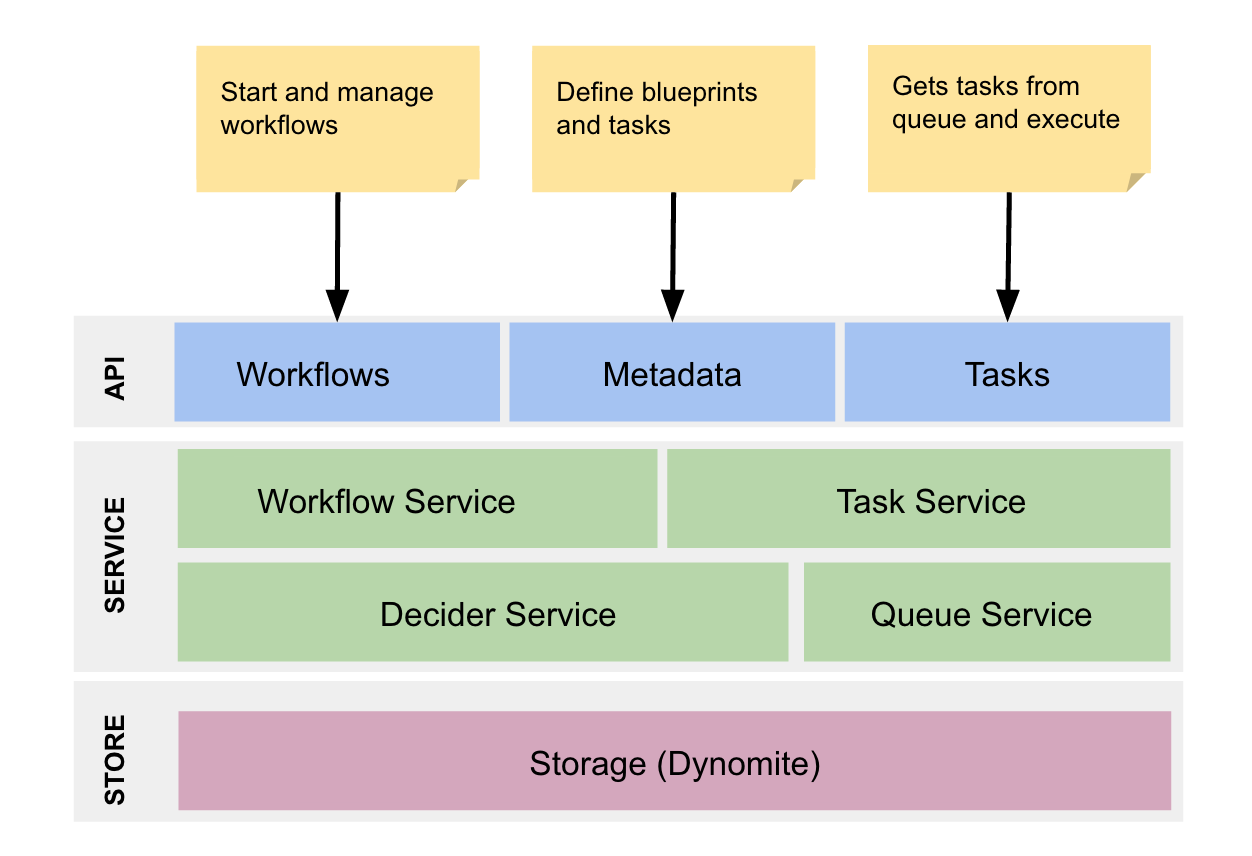 Start and manage
workflows
Define blueprints
and tasks
Gets tasks from
queue and execute
API
Workflows
Metadata
Tasks
SERVICE
Workflow Service
Task Service
Decider Service
Queue Service
STORE
Storage (Dynomite)